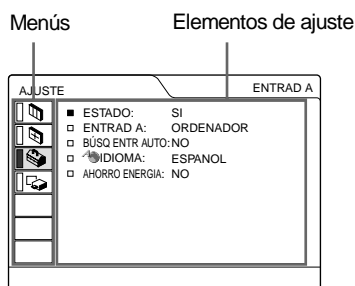 Menús
Elementos de ajuste
AJUSTE
ENTRAD A
ESTADO: SI
ENTRAD A: ORDENADOR
BÚSQ ENTR AUTO: NO
IDIOMA: ESPANOL
AHORRO ENERGIA: NO